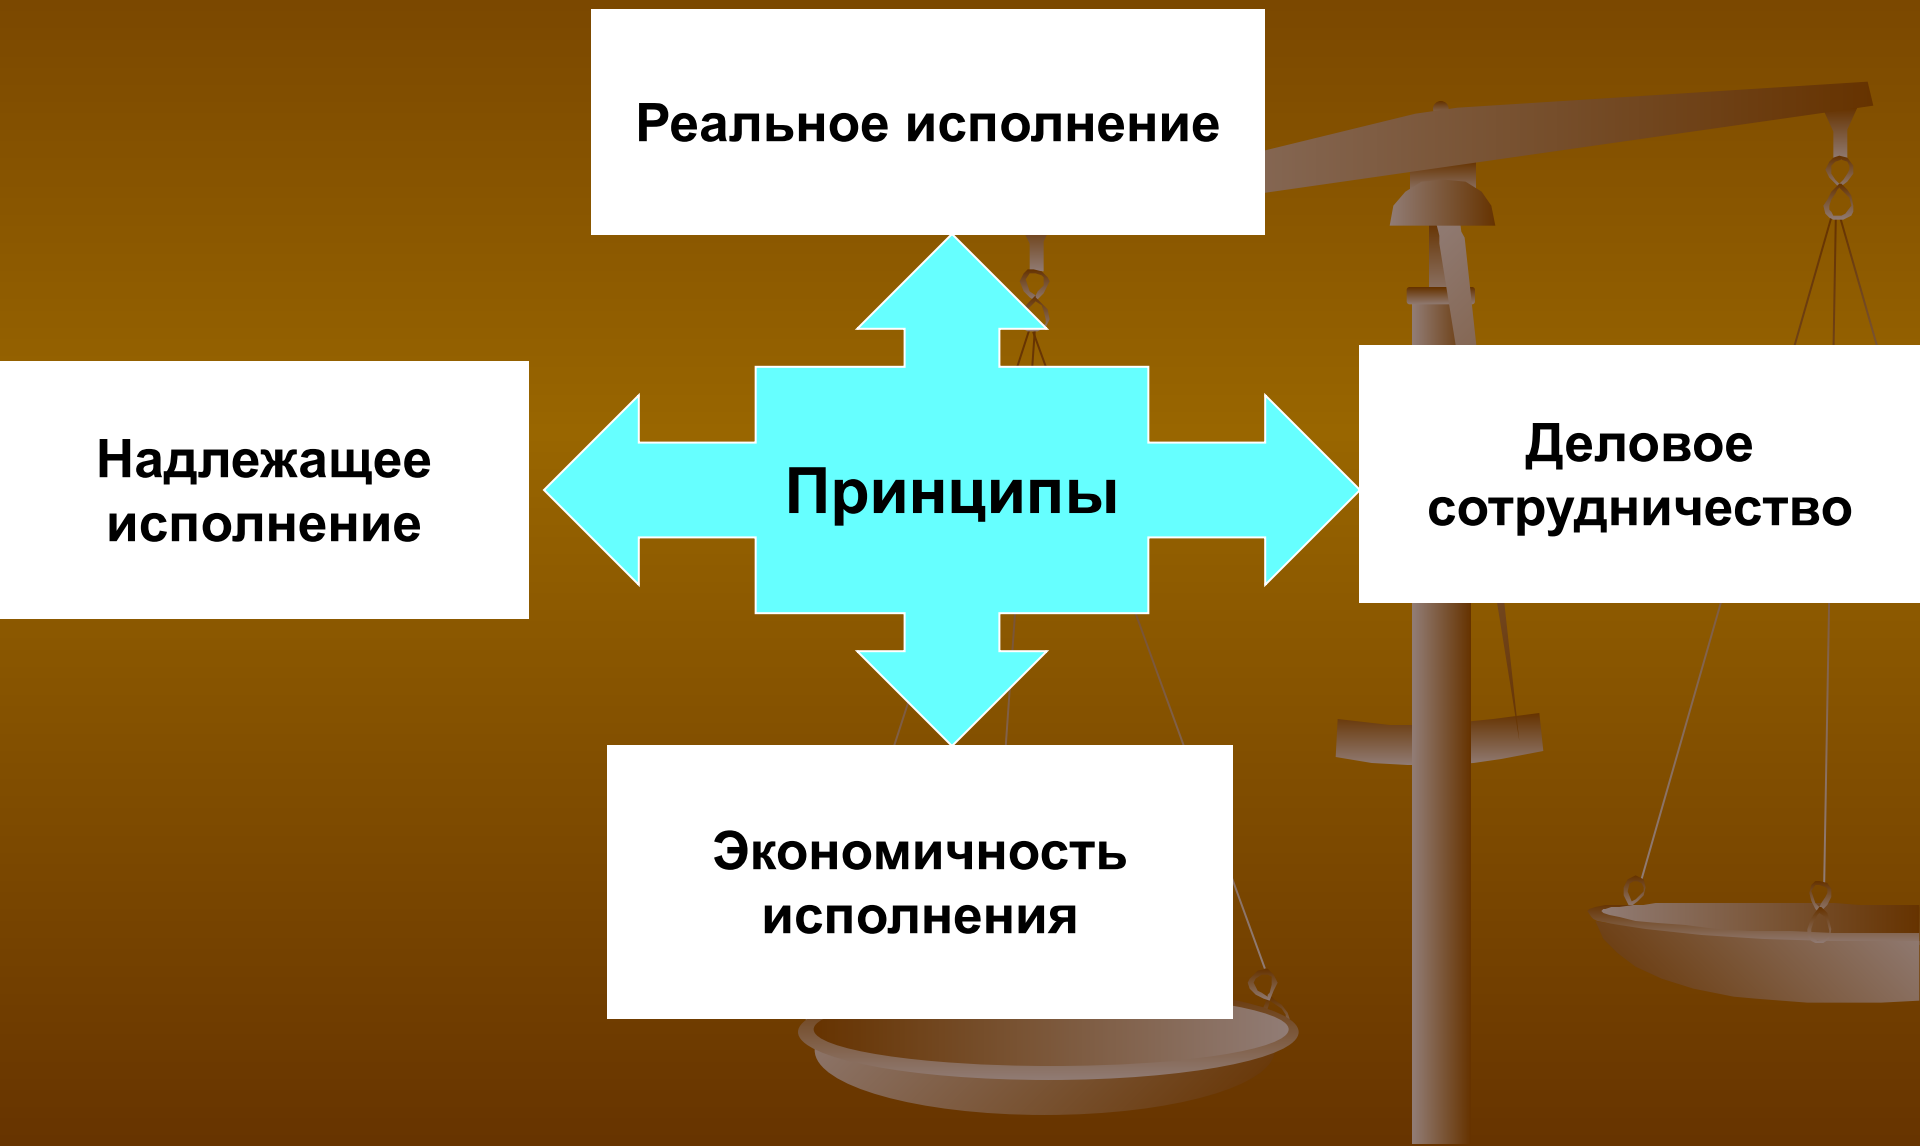 Реальное исполнение
Надлежащее
исполнение
Принципы
Деловое
сотрудничество
Экономичность
исполнения